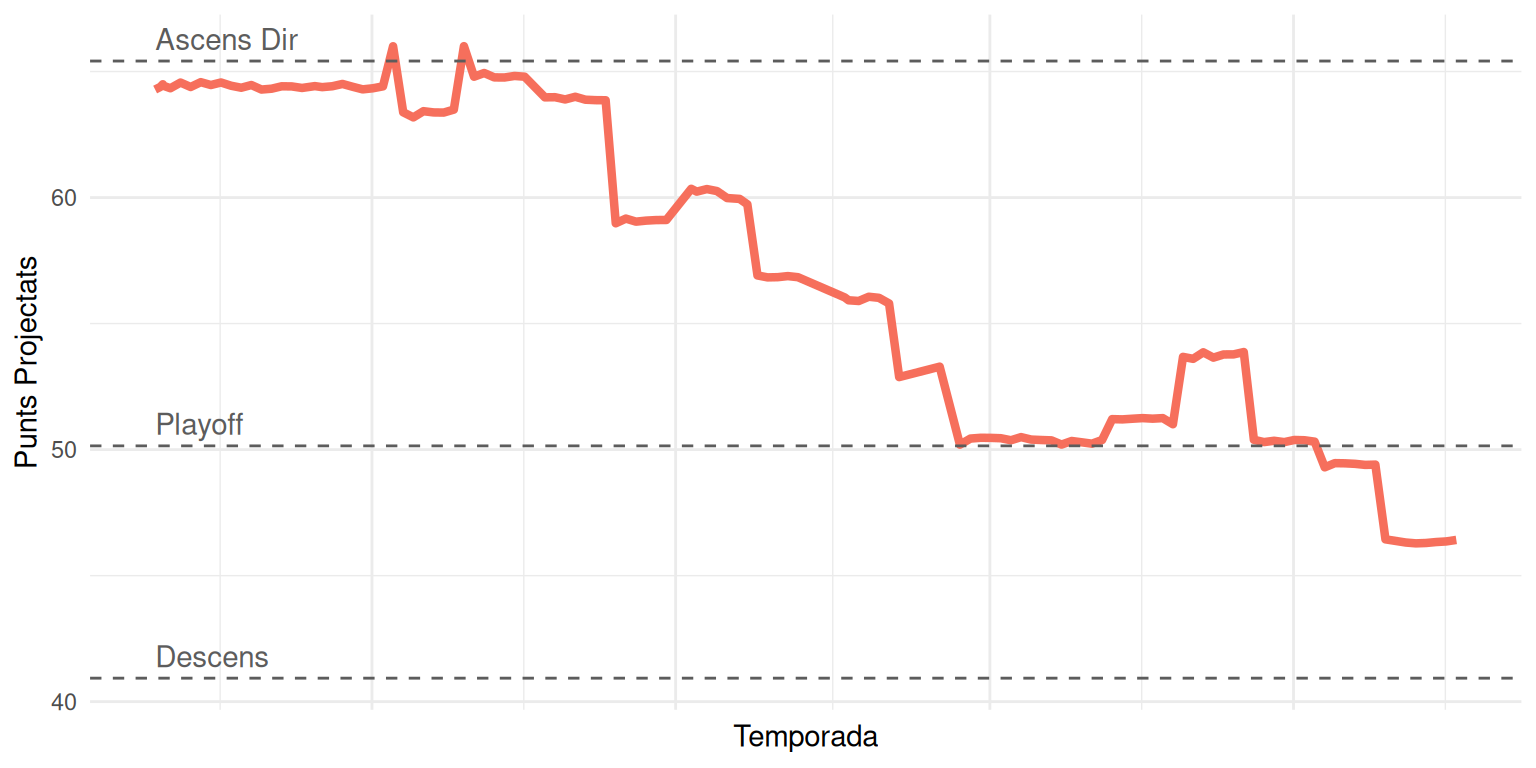 Ascens Dir
60
Punts Projectats
Playoff
50
Descens
40
Temporada